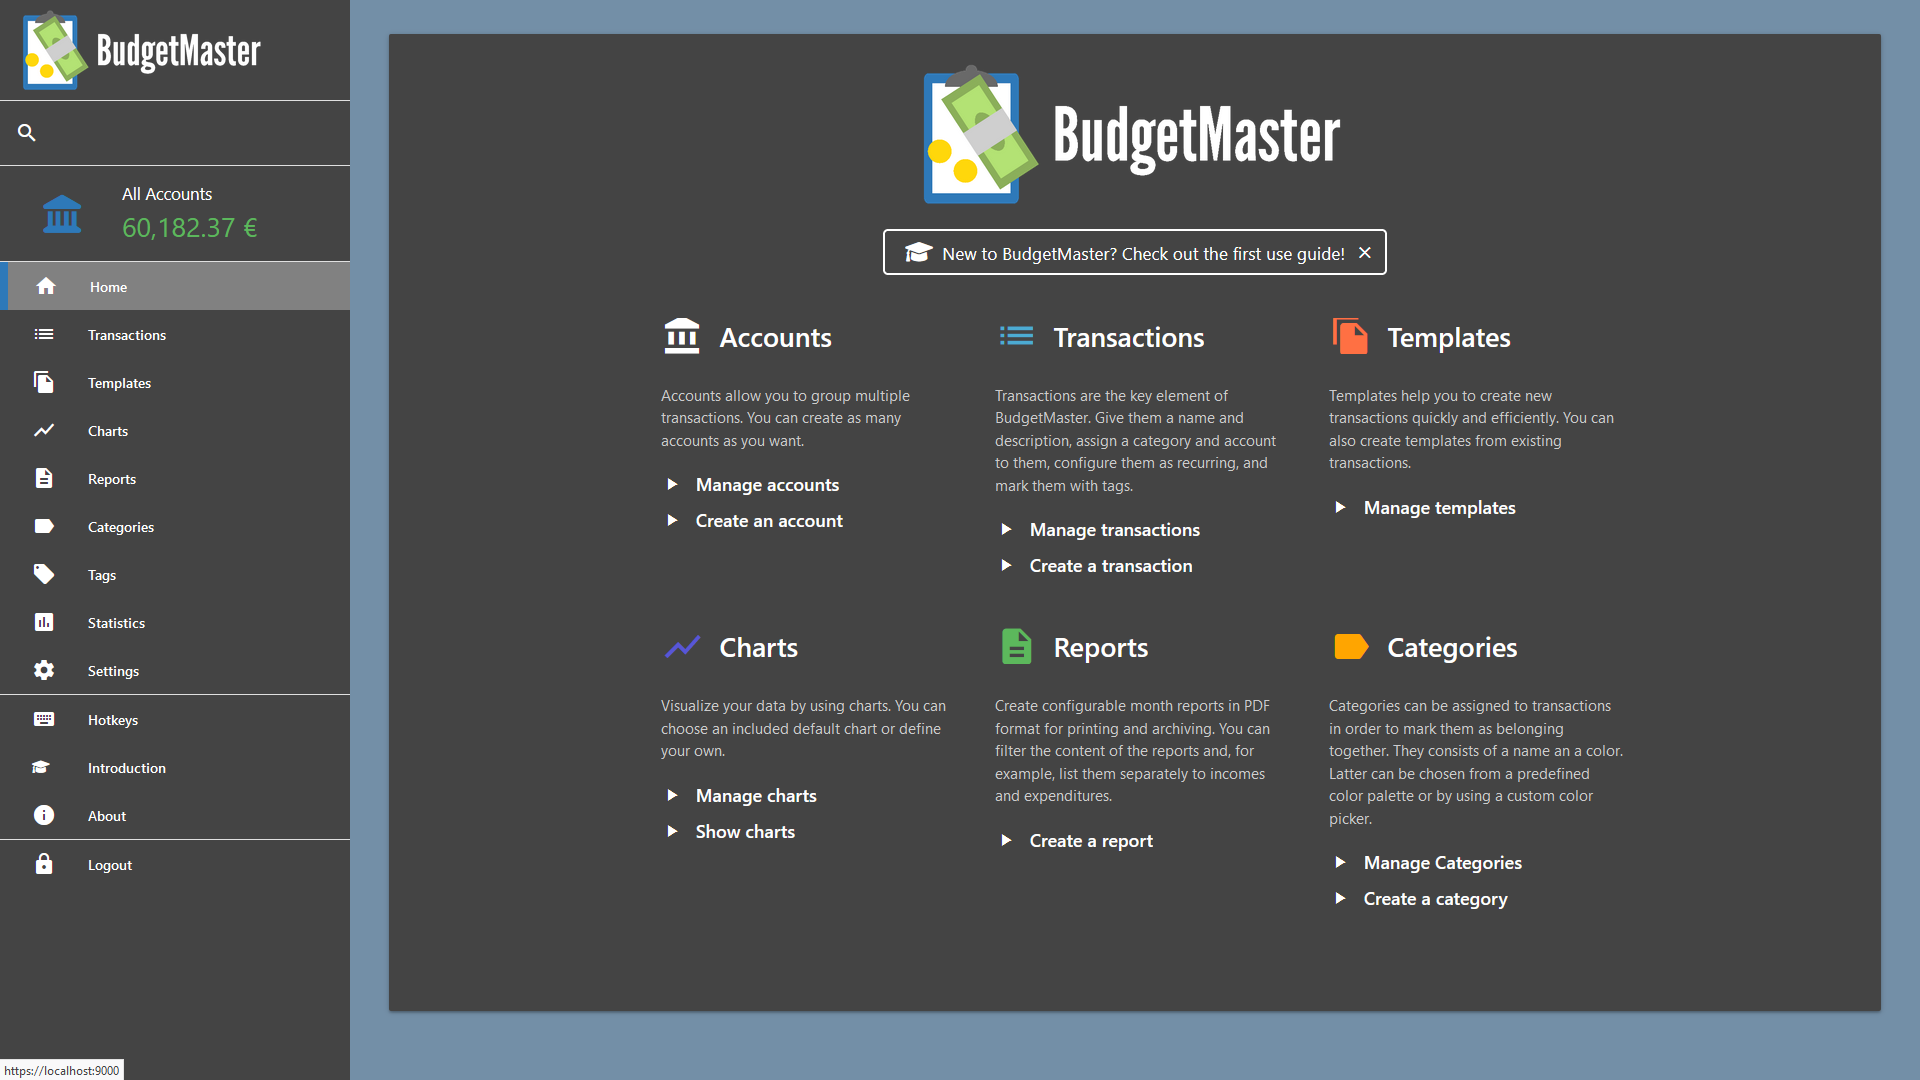 BudgetMaster
All Accounts
60,182.37 €
Home
Transactions
Templates
Charts
Reports
Categories
Tags
Statistics
Settings
Hotkeys
Introduction
About
Logout
https://localhost:9000
BudgetMaster
New to BudgetMaster? Check out the first use guide!
Accounts
Accounts allow you to group multiple
transactions. You can create as many
accounts as you want.
Manage accounts
Create an account
Transactions
Transactions are the key element of
BudgetMaster. Give them a name and
description, assign a category and account
to them, configure them as recurring, and
mark them with tags.
Manage transactions
Create a transaction
Templates
Templates help you to create new
transactions quickly and efficiently. You can
also create templates from existing
transactions.
Manage templates
Charts
Visualize your data by using charts. You can
choose an included default chart or define
your own.
Manage charts
Show charts
Reports
Create configurable month reports in PDF
format for printing and archiving. You can
filter the content of the reports and, for
example, list them separately to incomes
and expenditures.
Create a report
Categories
Categories can be assigned to transactions
in order to mark them as belonging
together. They consists of a name an a color.
Latter can be chosen from a predefined
color palette or by using a custom color
picker.
Manage Categories
Create a category